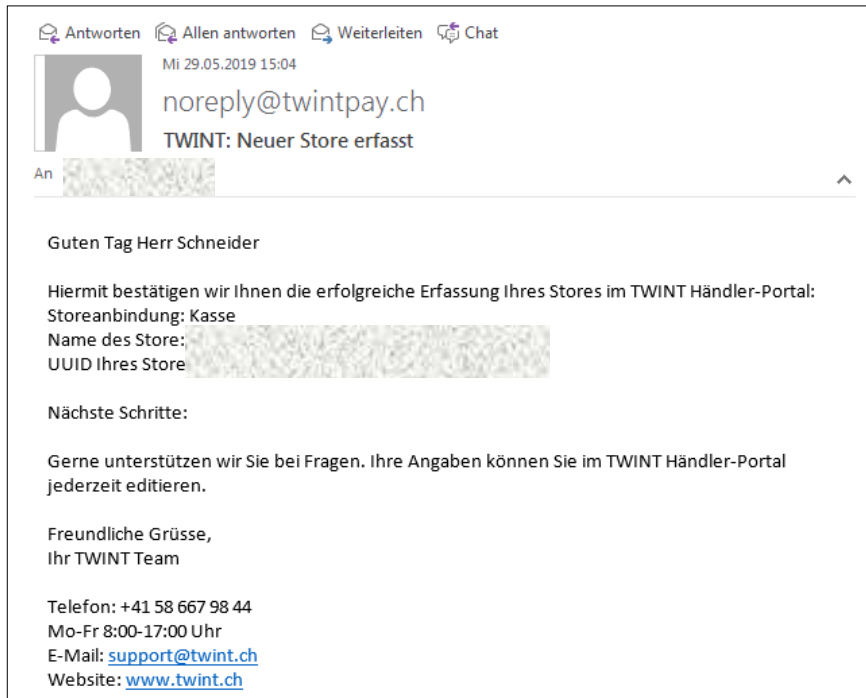 Antworten Allen antworten Weiterleiten Chat
Mi 29.05.2019 15:04
noreply@twintpay.ch
TWINT: Neuer Store erfasst
An
Guten Tag Herr Schneider
Hiermit bestätigen wir Ihnen die erfolgreiche Erfassung Ihres Stores im TWINT Händler-Portal:
Storeanbindung: Kasse
Name des Store:
UUID Ihres Store
Nächste Schritte:
Gerne unterstützen wir Sie bei Fragen. Ihre Angaben können Sie im TWINT Händler-Portal
jederzeit editieren.
Freundliche Grüsse,
Ihr TWINT Team
Telefon: +41 58 667 98 44
Mo-Fr 8:00-17:00 Uhr
E-Mail: support@twint.ch
Website: www.twint.ch